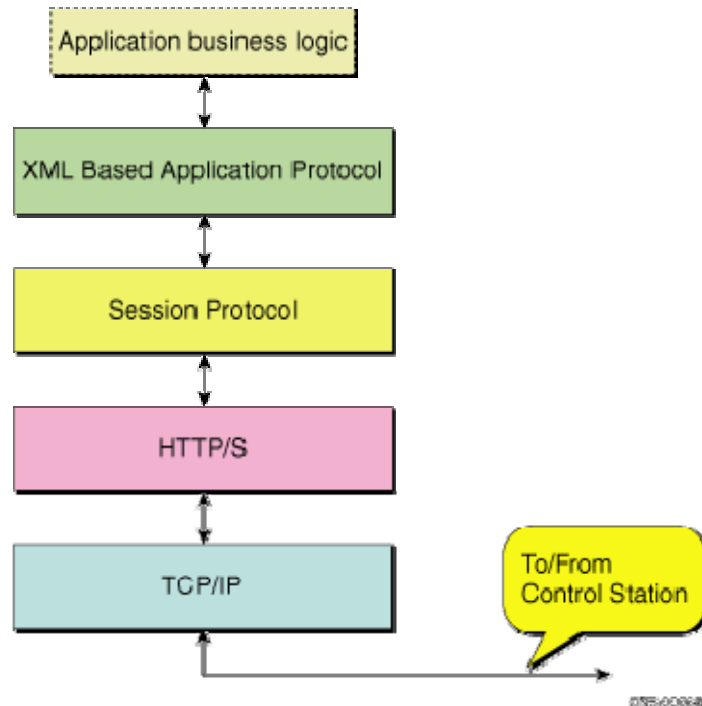 Application business logic
XML Based Application Protocol
Session Protocol
HTTP/S
TCP/IP
To/From
Control Station